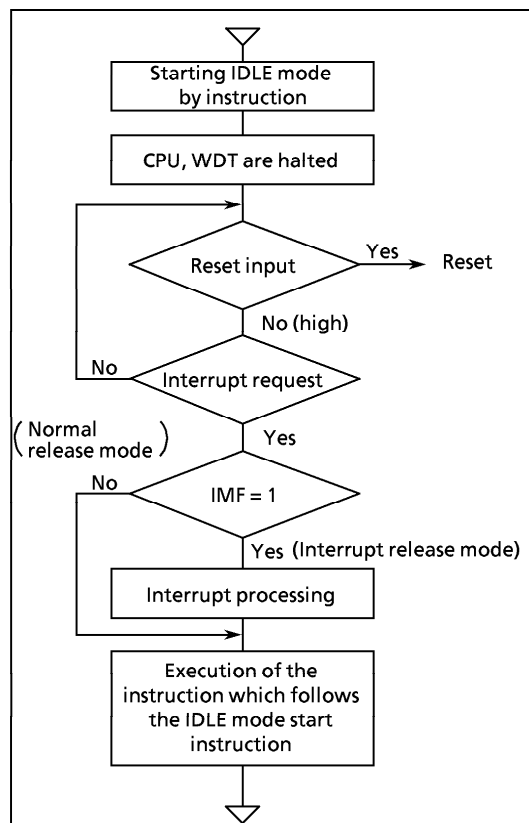 Starting IDLE mode
by instruction
CPU, WDT are halted
Reset input
Yes
Reset
No (high)
No
Interrupt request
(Normal
release mode)
Yes
No
IMF = 1
Yes (Interrupt release mode)
Interrupt processing
Execution of the
instruction which follows
the IDLE mode start
instruction